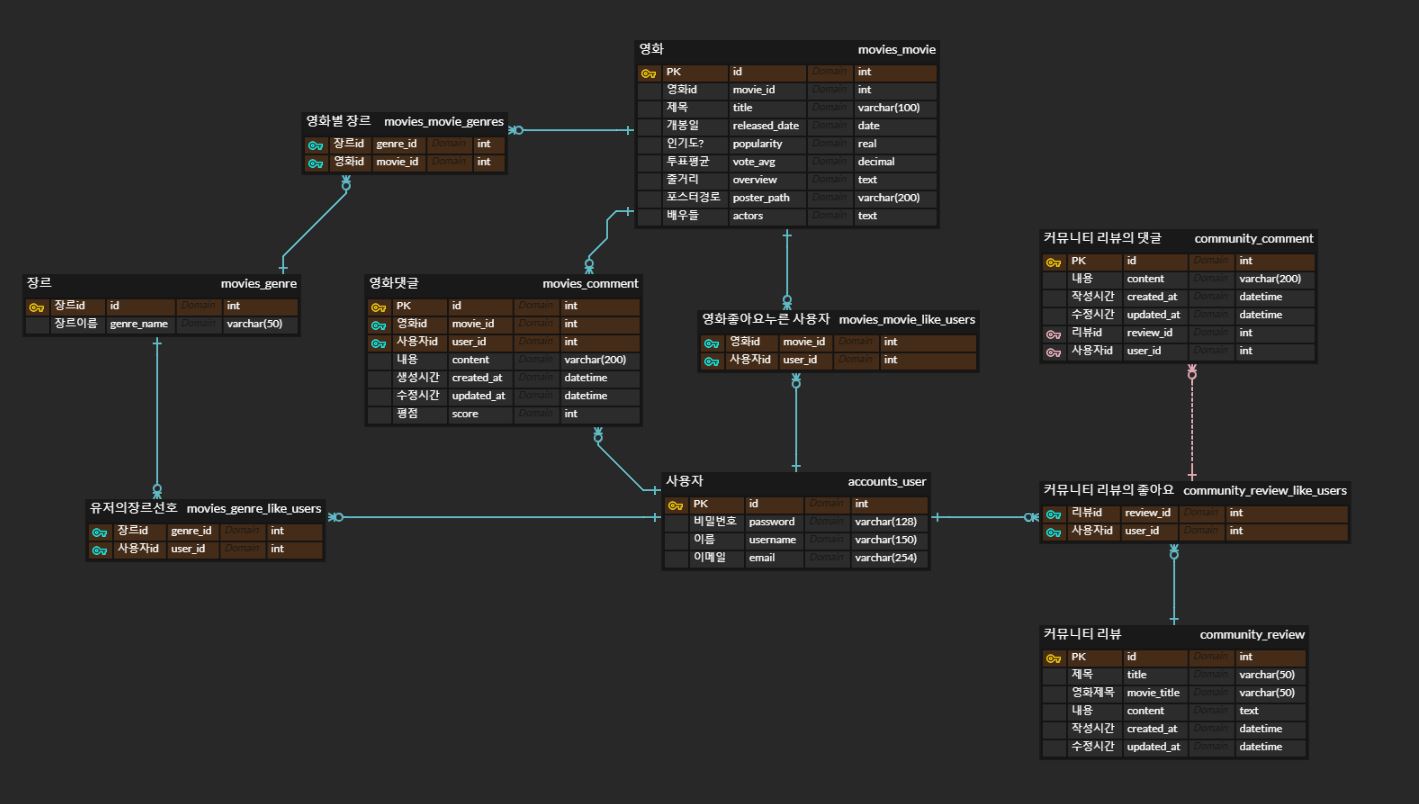 영화 movies_movie
PK id Domain int
영화id movie_id Domain int
제목 title Domain varchar(100)
개봉일 released_date Domain date
인기도? popularity Domain real
투표평균 vote_avg Domain decimal
줄거리 overview Domain text
포스터경로 poster_path Domain varchar(200)
배우들 actors Domain text
영화별 장르 movies_movie_genres
장르id genre_id Domain int
영화id movie_id Domain int
장르 movies_genre
장르id id Domain int
장르이름 genre_name Domain varchar(50)
영화댓글 movies_comment
PK id Domain int
영화id movie_id Domain int
사용자id user_id Domain int
내용 content Domain varchar(200)
생성시간 created_at Domain datetime
수정시간 updated_at Domain datetime
평점 score Domain int
영화좋아요누른 사용자 movies_movie_like_users
영화id movie_id Domain int
사용자id user_id Domain int
커뮤니티 리뷰의 댓글 community_comment
PK id Domain int
내용 content Domain varchar(200)
작성시간 created_at Domain datetime
수정시간 updated_at Domain datetime
리뷰id review_id Domain int
사용자id user_id Domain int
유저의장르선호 movies_genre_like_users
장르id genre_id Domain int
사용자id user_id Domain int
사용자 accounts_user
PK id Domain int
비밀번호 password Domain varchar(128)
이름 username Domain varchar(150)
이메일 email Domain varchar(254)
커뮤니티 리뷰의 좋아요 community_review_like_users
리뷰id review_id Domain int
사용자id user_id Domain int
커뮤니티 리뷰 community_review
PK id Domain int
제목 title Domain varchar(50)
영화제목 movie_title Domain varchar(50)
내용 content Domain text
작성시간 created_at Domain datetime
수정시간 updated_at Domain datetime